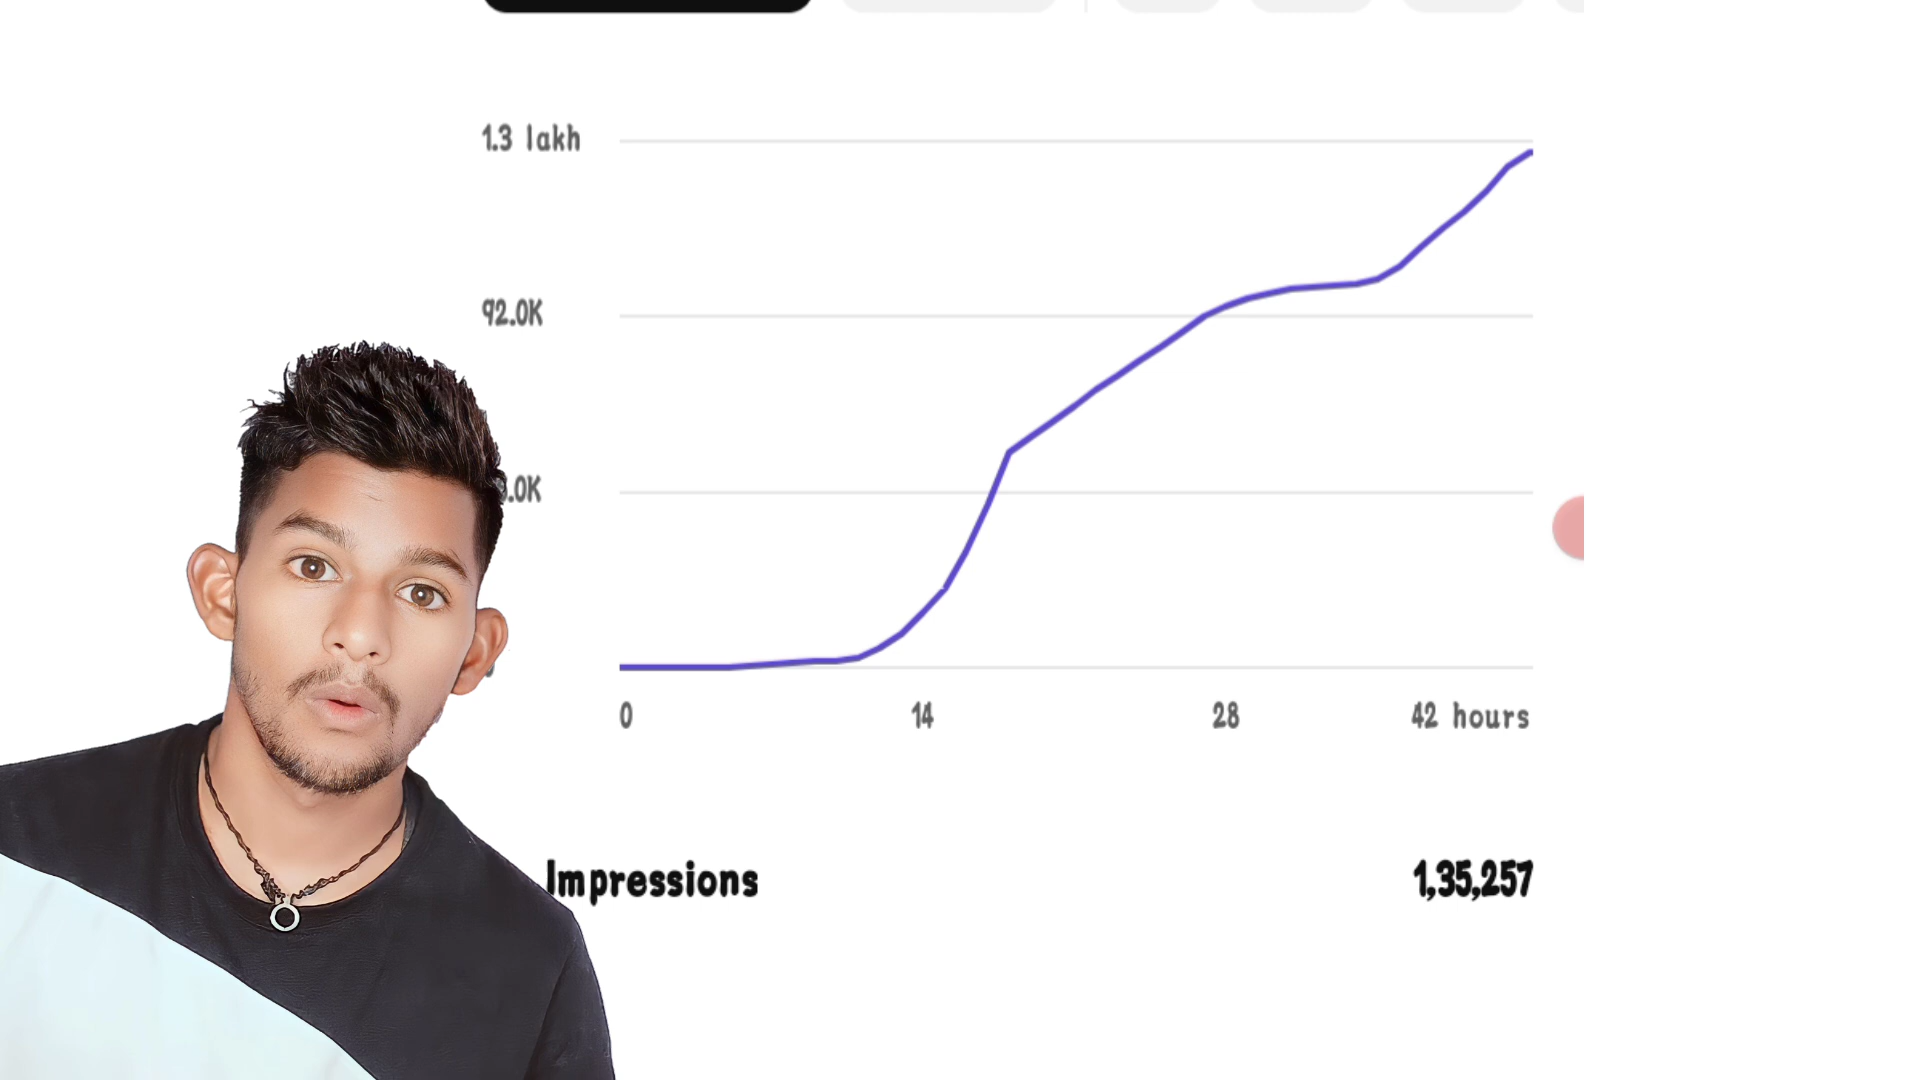 1.3 lakh
92.0K
.0K
0 14 28 42 hours
Impressions 1,35,257